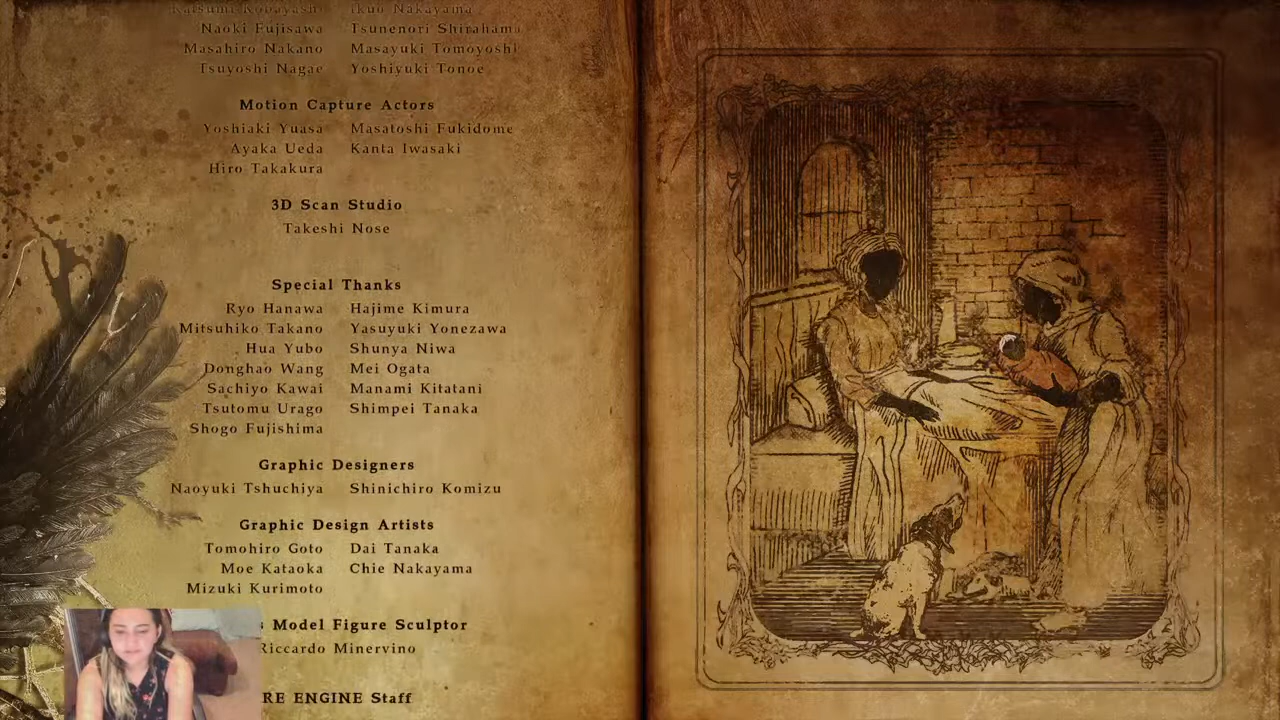 Katsumi Kobayashi Ikuo Nakayama
Naoki Fujisawa Tsunenori Shirahama
Masahiro Nakano Masayuki Tomoyoshi
Tsuyoshi Nagae Yoshiyuki Tonoe
Motion Capture Actors
Yoshiaki Yuasa Masatoshi Fukidome
Ayaka Ueda Kanta Iwasaki
Hiro Takakura
3D Scan Studio
Takeshi Nose
Special Thanks
Ryo Hanawa Hajime Kimura
Mitsuhiko Takano Yasuyuki Yonezawa
Hua Yubo Shunya Niwa
Donghao Wang Mei Ogata
Sachiyo Kawai Manami Kitatani
Tsutomu Urago Shimpei Tanaka
Shogo Fujishima
Graphic Designers
Naoyuki Tshuchiya Shinichiro Komizu
Graphic Design Artists
Tomohiro Goto Dai Tanaka
Moe Kataoka Chie Nakayama
Mizuki Kurimoto
s Model Figure Sculptor
Riccardo Minervino
RE ENGINE Staff